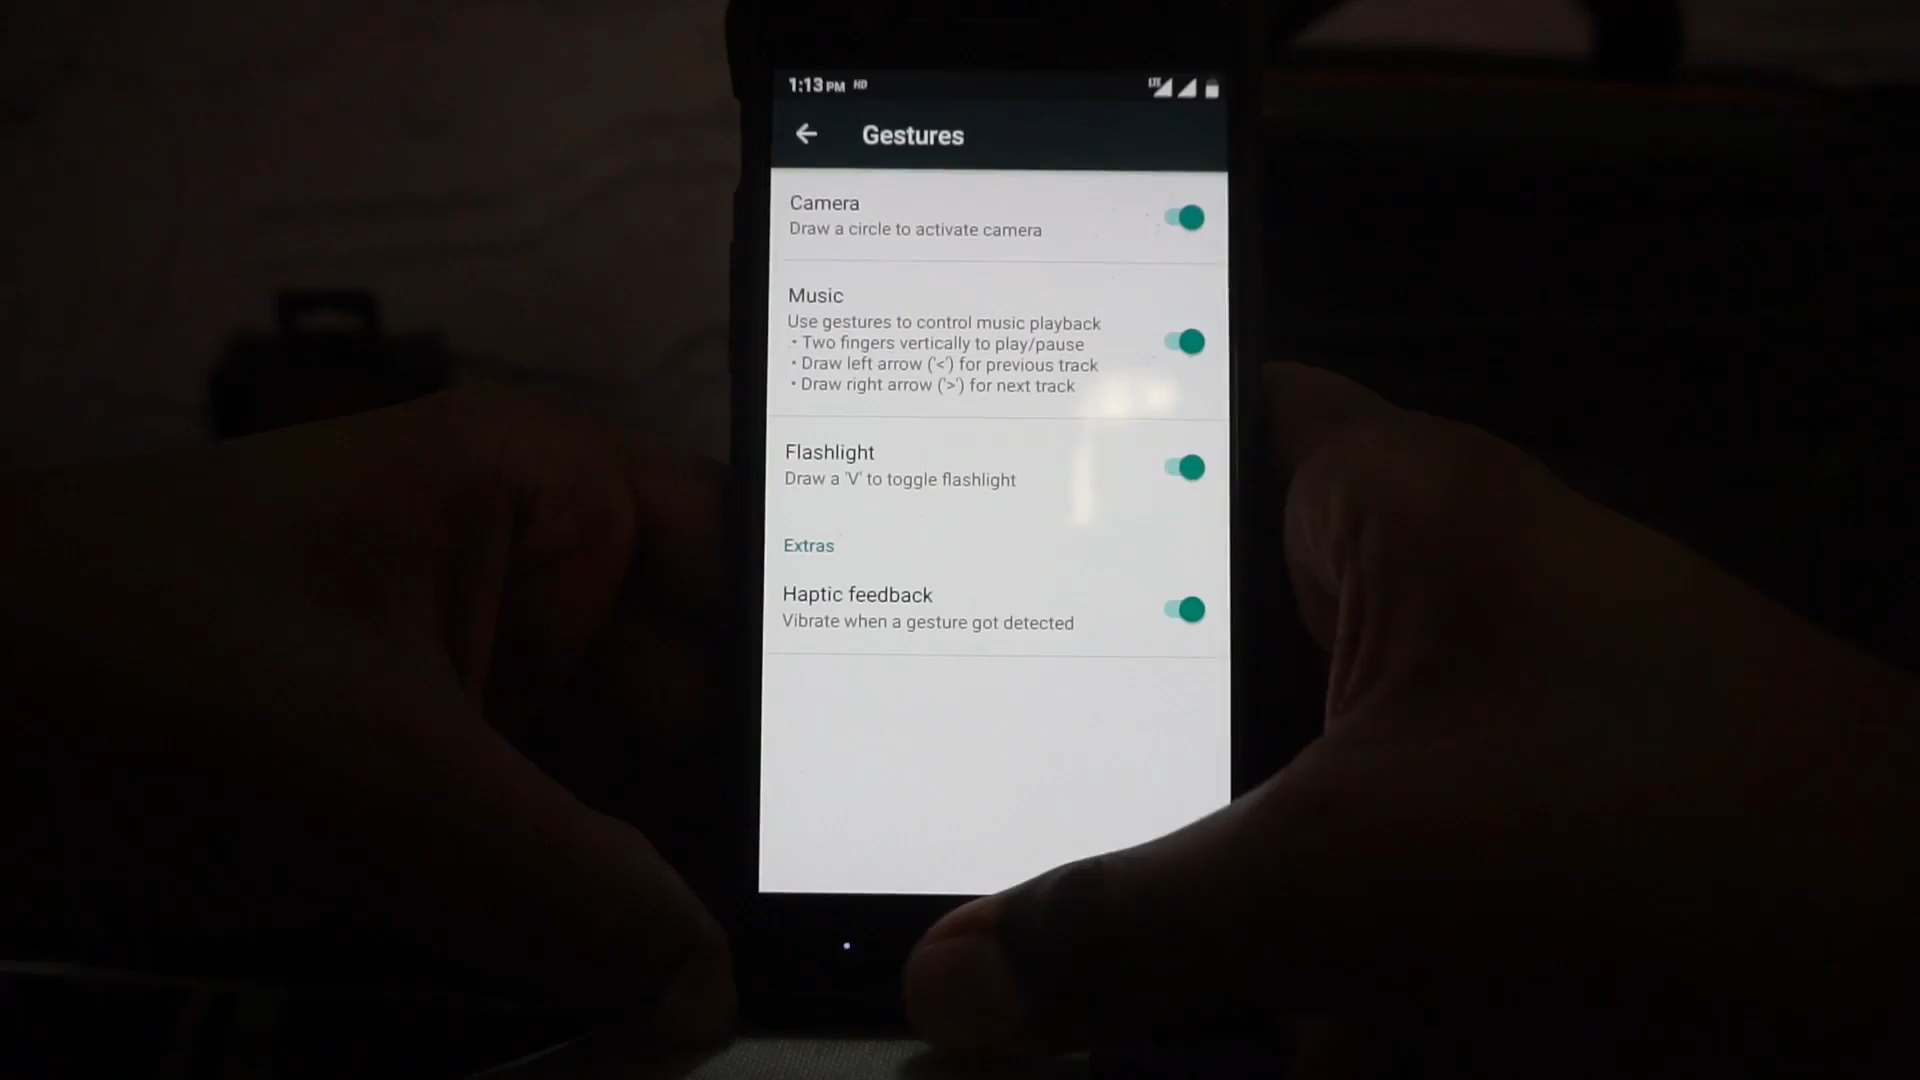 1:13 PM HD LTE
Gestures
Camera
Draw a circle to activate camera
Music
Use gestures to control music playback
• Two fingers vertically to play/pause
• Draw left arrow ('<') for previous track
• Draw right arrow ('>') for next track
Flashlight
Draw a 'V' to toggle flashlight
Extras
Haptic feedback
Vibrate when a gesture got detected